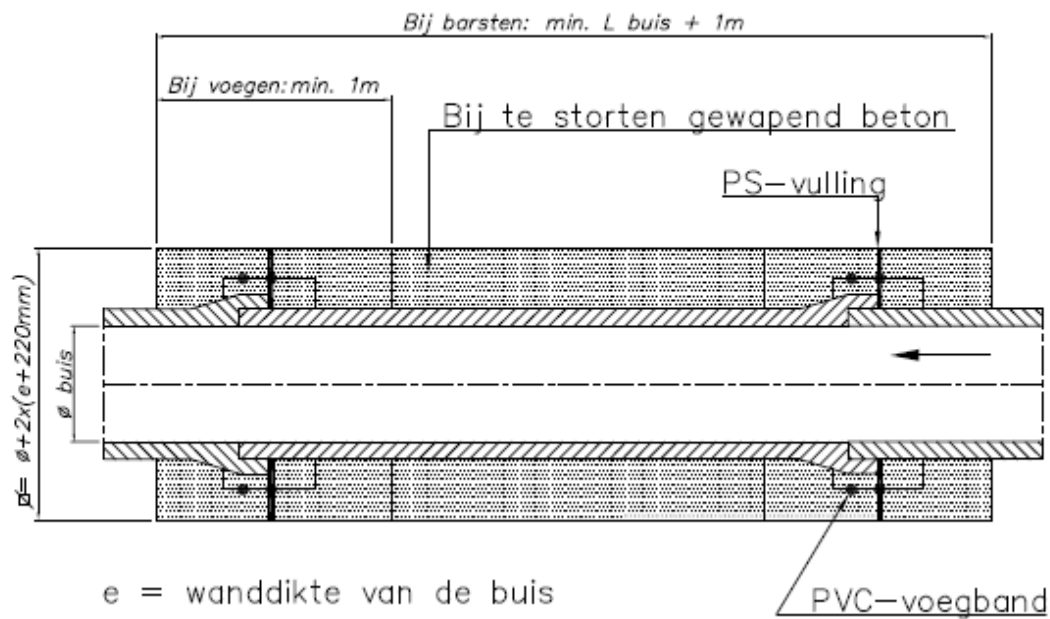 Bij barsten: min. L buis + 1m
Bij voegen: min. 1m
Bij te storten gewapend beton
PS-vulling
ø= ø+2x(e+220mm)
ø buis
e = wanddikte van de buis
PVC-voegband